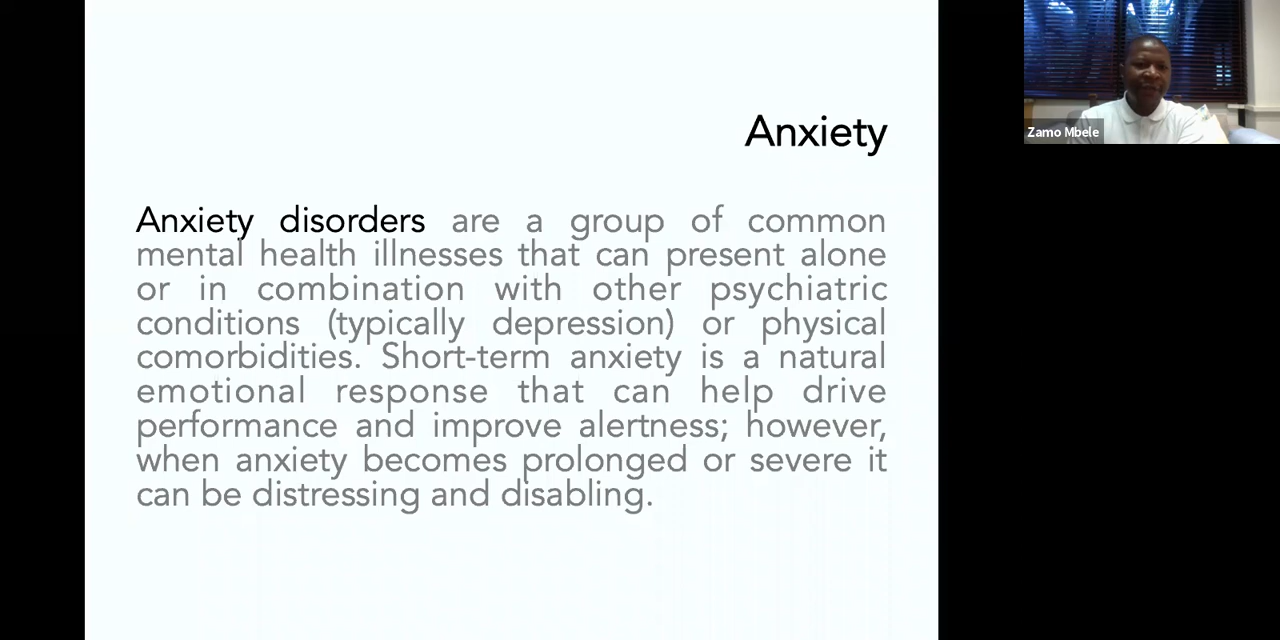 Anxiety
Zamo Mbele
Anxiety disorders are a group of common
mental health illnesses that can present alone
or in combination with other psychiatric
conditions (typically depression) or physical
comorbidities. Short-term anxiety is a natural
emotional response that can help drive
performance and improve alertness; however,
when anxiety becomes prolonged or severe it
can be distressing and disabling.